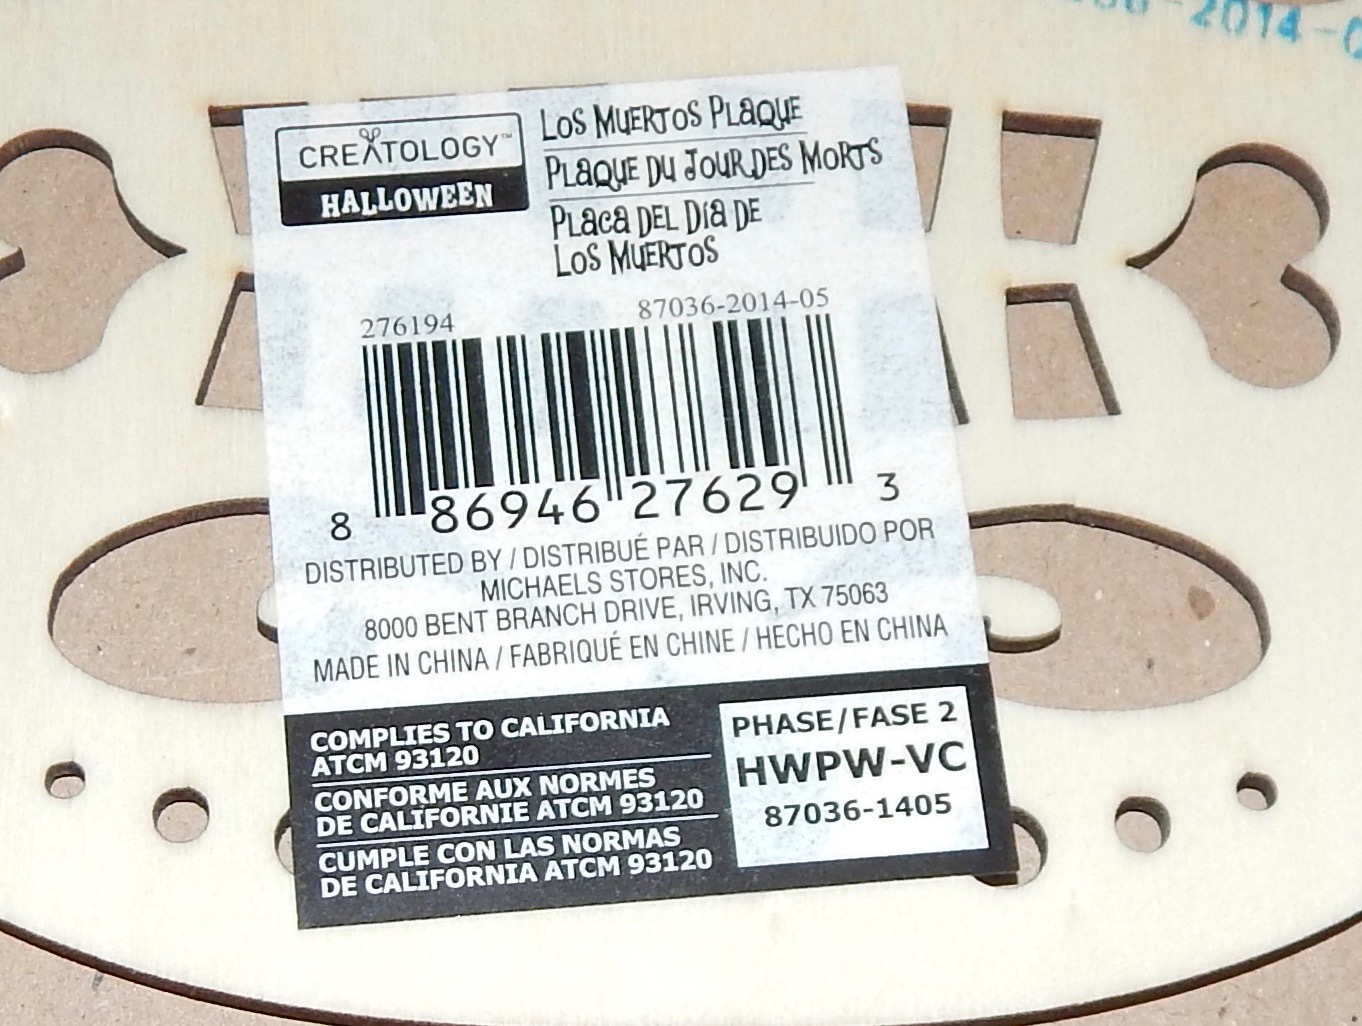 CREATOLOGY™
HALLOWEEN
LOS MUERTOS PLAQUE
PLAQUE DU JOUR DES MORTS
PLACA DEL DÍA DE
LOS MUERTOS
276194
87036-2014-05
8 86946 27629 3
DISTRIBUTED BY / DISTRIBUÉ PAR / DISTRIBUIDO POR
MICHAELS STORES, INC.
8000 BENT BRANCH DRIVE, IRVING, TX 75063
MADE IN CHINA / FABRIQUÉ EN CHINE / HECHO EN CHINA
COMPLIES TO CALIFORNIA
ATCM 93120
CONFORME AUX NORMES
DE CALIFORNIE ATCM 93120
CUMPLE CON LAS NORMAS
DE CALIFORNIA ATCM 93120
PHASE/FASE 2
HWPW-VC
87036-1405